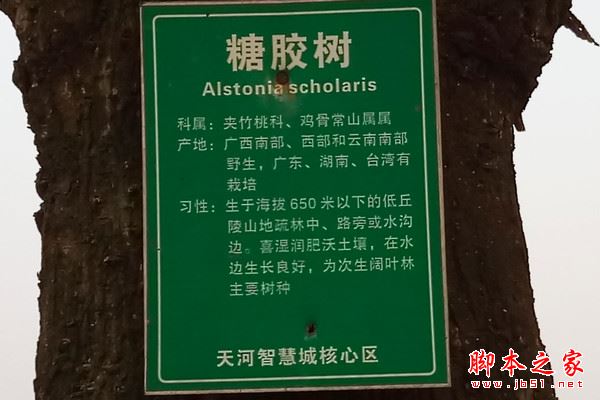 糖胶树
Alstonia scholaris
科属：夹竹桃科、鸡骨常山属属
产地：广西南部、西部和云南南部
野生，广东、湖南、台湾有
栽培
习性：生于海拔650米以下的低丘
陵山地疏林中、路旁或水沟
边。喜湿润肥沃土壤，在水
边生长良好，为次生阔叶林
主要树种
天河智慧城核心区
脚本之家
www.jb51.net